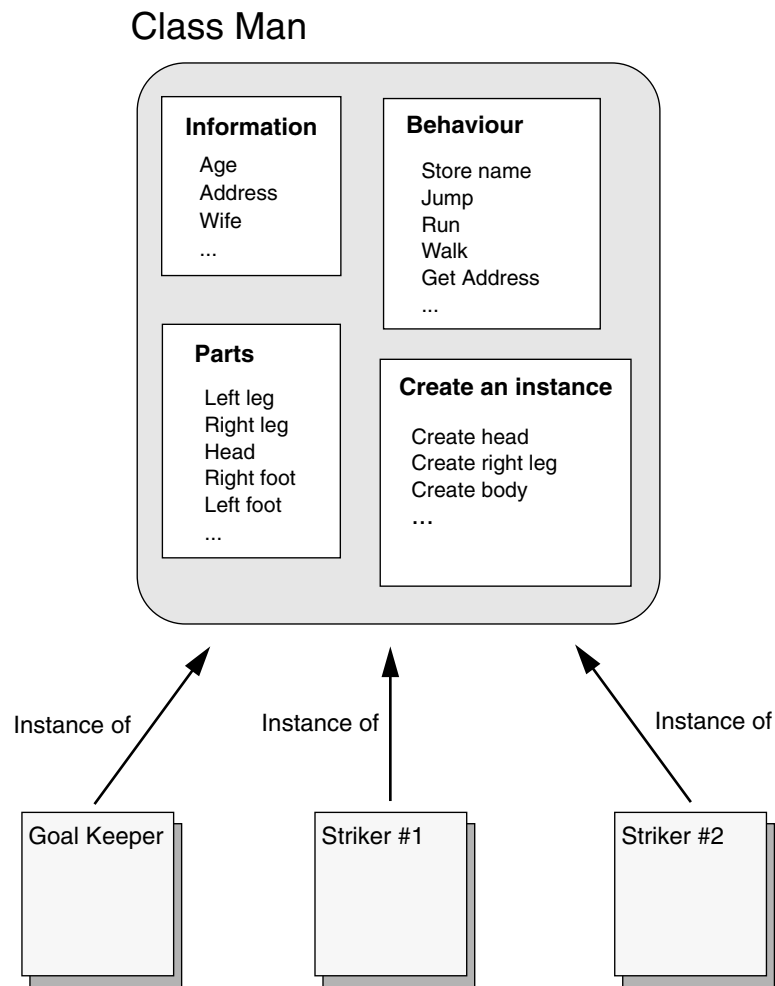 Class Man
Information
Age
Address
Wife
...
Behaviour
Store name
Jump
Run
Walk
Get Address
...
Parts
Left leg
Right leg
Head
Right foot
Left foot
...
Create an instance
Create head
Create right leg
Create body
...
Instance of
Instance of
Instance of
Goal Keeper
Striker #1
Striker #2